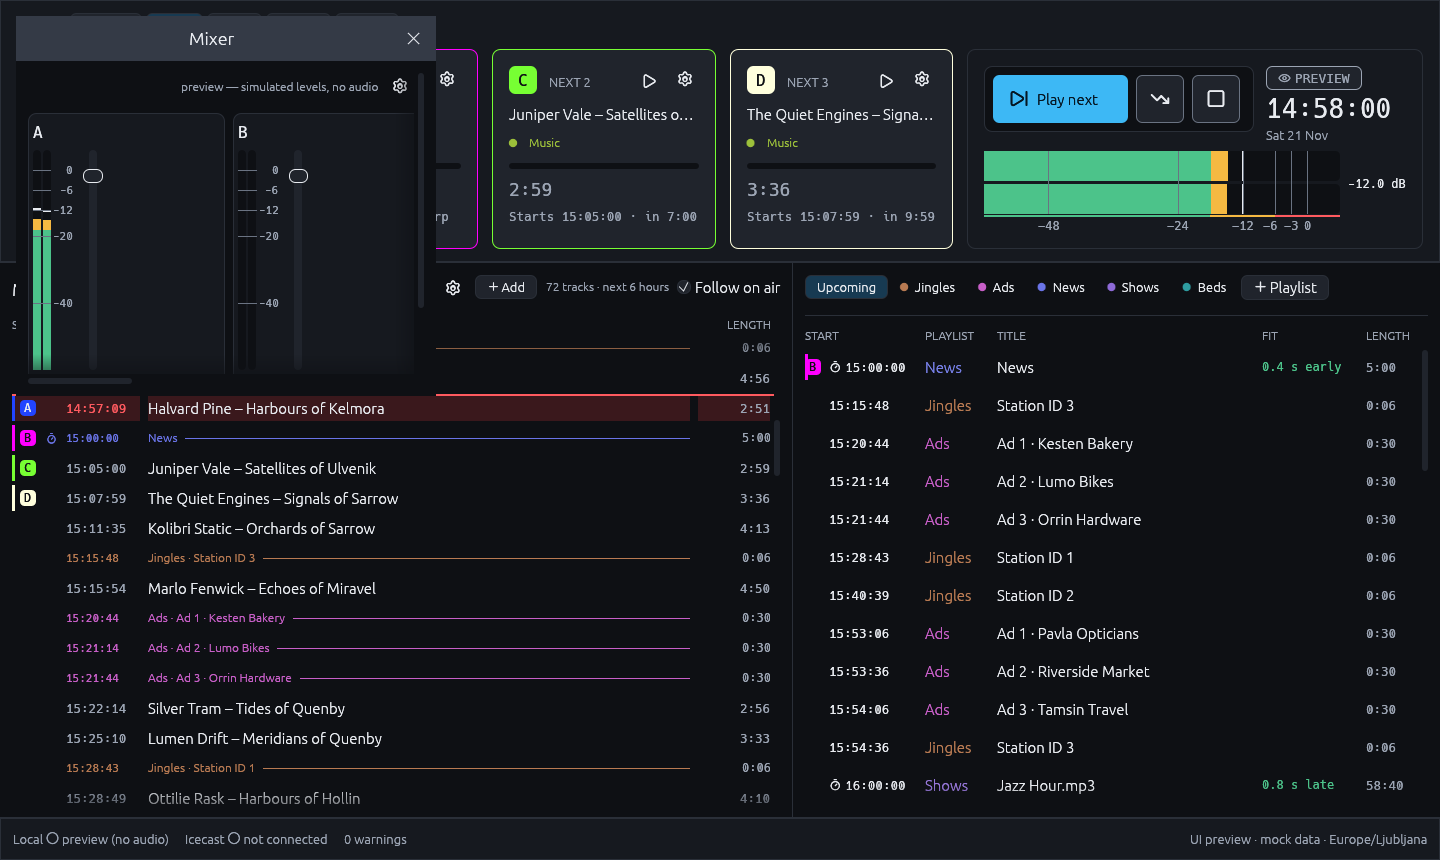 Mixer
preview — simulated levels, no audio
A
0
-6
-12
-20
-40
B
0
-6
-12
-20
-40
rp
C NEXT 2
Juniper Vale – Satellites o...
Music
2:59
Starts 15:05:00 · in 7:00
D NEXT 3
The Quiet Engines – Signa...
Music
3:36
Starts 15:07:59 · in 9:59
Play next
PREVIEW
14:58:00
Sat 21 Nov
-12.0 dB
-48 -24 -12 -6 -3 0
+ Add 72 tracks · next 6 hours Follow on air
LENGTH
0:06
4:56
A 14:57:09 Halvard Pine – Harbours of Kelmora 2:51
B 15:00:00 News 5:00
C 15:05:00 Juniper Vale – Satellites of Ulvenik 2:59
D 15:07:59 The Quiet Engines – Signals of Sarrow 3:36
15:11:35 Kolibri Static – Orchards of Sarrow 4:13
15:15:48 Jingles · Station ID 3 0:06
15:15:54 Marlo Fenwick – Echoes of Miravel 4:50
15:20:44 Ads · Ad 1 · Kesten Bakery 0:30
15:21:14 Ads · Ad 2 · Lumo Bikes 0:30
15:21:44 Ads · Ad 3 · Orrin Hardware 0:30
15:22:14 Silver Tram – Tides of Quenby 2:56
15:25:10 Lumen Drift – Meridians of Quenby 3:33
15:28:43 Jingles · Station ID 1 0:06
15:28:49 Ottilie Rask – Harbours of Hollin 4:10
Upcoming Jingles Ads News Shows Beds + Playlist
START PLAYLIST TITLE FIT LENGTH
B 15:00:00 News News 0.4 s early 5:00
15:15:48 Jingles Station ID 3 0:06
15:20:44 Ads Ad 1 · Kesten Bakery 0:30
15:21:14 Ads Ad 2 · Lumo Bikes 0:30
15:21:44 Ads Ad 3 · Orrin Hardware 0:30
15:28:43 Jingles Station ID 1 0:06
15:40:39 Jingles Station ID 2 0:06
15:53:06 Ads Ad 1 · Pavla Opticians 0:30
15:53:36 Ads Ad 2 · Riverside Market 0:30
15:54:06 Ads Ad 3 · Tamsin Travel 0:30
15:54:36 Jingles Station ID 3 0:06
16:00:00 Shows Jazz Hour.mp3 0.8 s late 58:40
Local preview (no audio) Icecast not connected 0 warnings
UI preview · mock data · Europe/Ljubljana